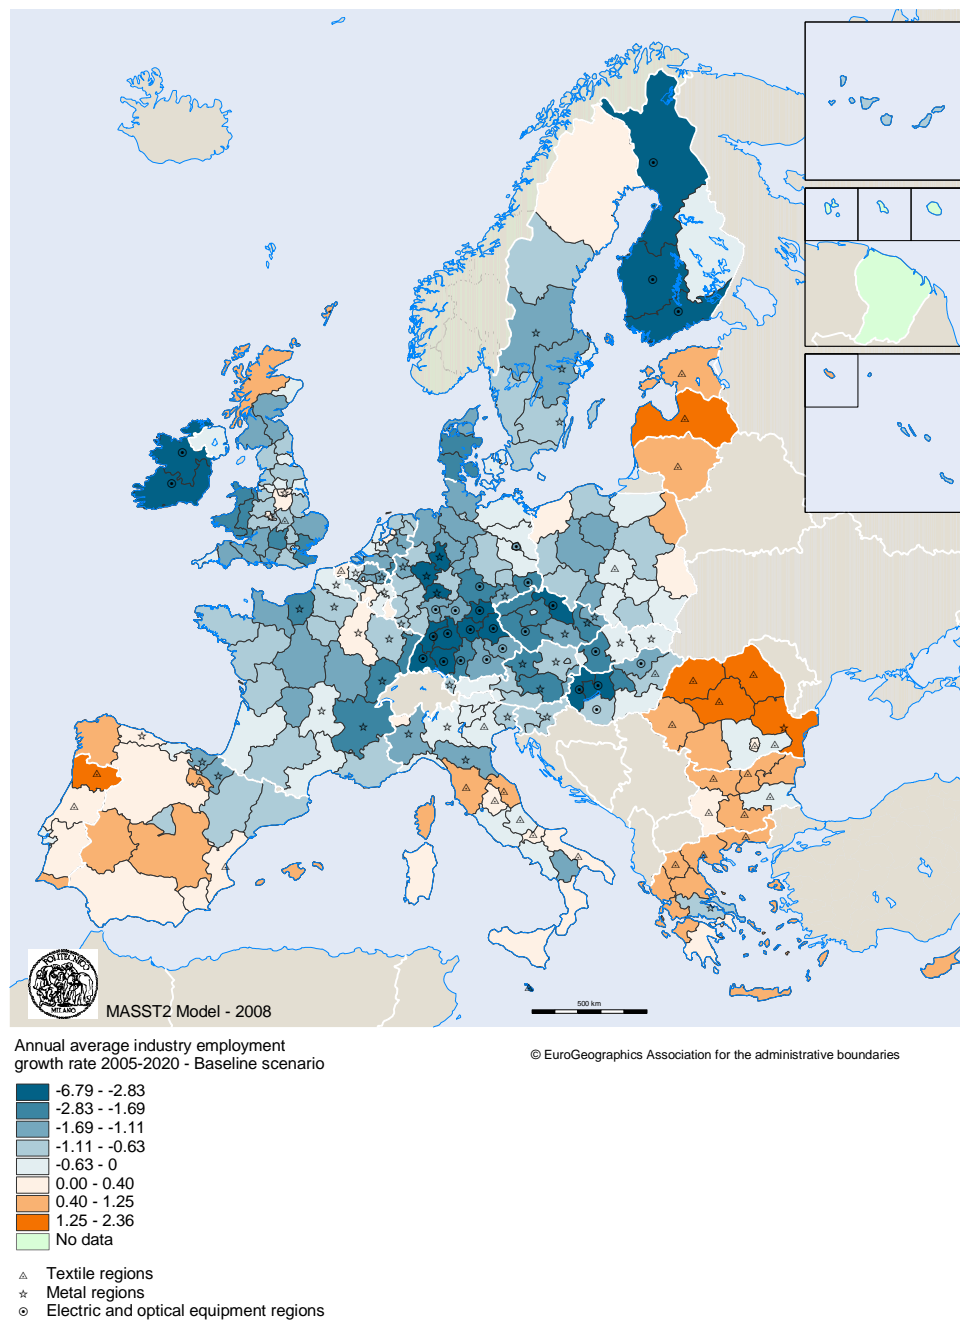 POLITECNICO
MILANO
MASST2 Model - 2008
500 km
Annual average industry employment
growth rate 2005-2020 - Baseline scenario
© EuroGeographics Association for the administrative boundaries
-6.79 - -2.83
-2.83 - -1.69
-1.69 - -1.11
-1.11 - -0.63
-0.63 - 0
0.00 - 0.40
0.40 - 1.25
1.25 - 2.36
No data
Textile regions
Metal regions
Electric and optical equipment regions